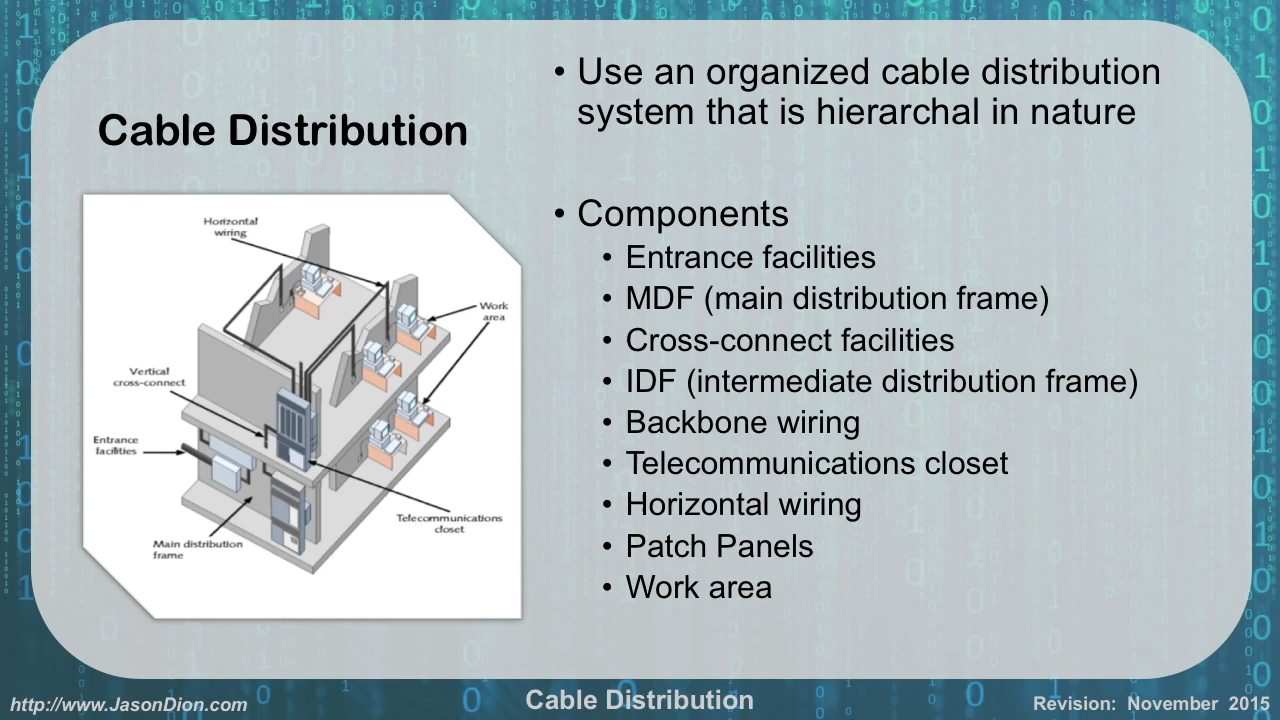 Cable Distribution
Horizontal
wiring
Work
area
Vertical
cross-connect
Entrance
facilities
Telecommunications
closet
Main distribution
frame
• Use an organized cable distribution
system that is hierarchal in nature
• Components
• Entrance facilities
• MDF (main distribution frame)
• Cross-connect facilities
• IDF (intermediate distribution frame)
• Backbone wiring
• Telecommunications closet
• Horizontal wiring
• Patch Panels
• Work area
http://www.JasonDion.com
Cable Distribution
Revision: November 2015